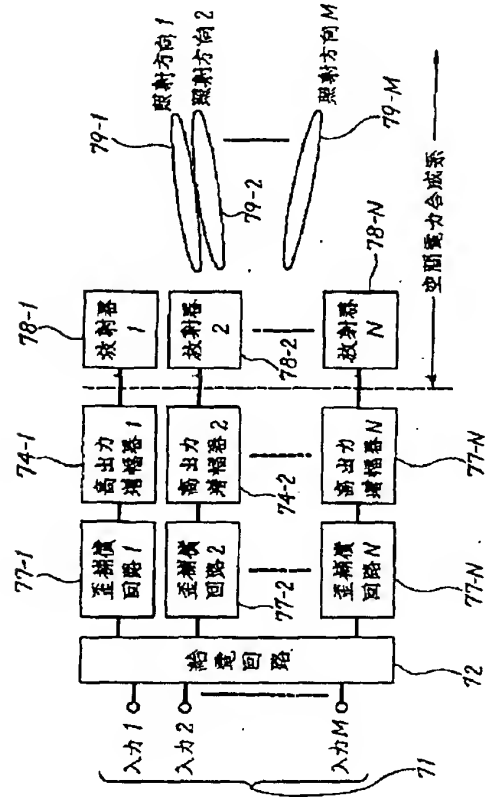 79-1
照射方向1
照射方向2
照射方向M
79-2
79-M
空間電力合成系
78-1
放射器
1
放射器
2
78-2
放射器
N
78-N
74-1
高出力
増幅器1
高出力
増幅器2
74-2
高出力
増幅器N
77-N
77-1
歪補償
回路1
歪補償
回路2
77-2
歪補償
回路N
77-N
給電回路
72
入力1
入力2
入力M
71